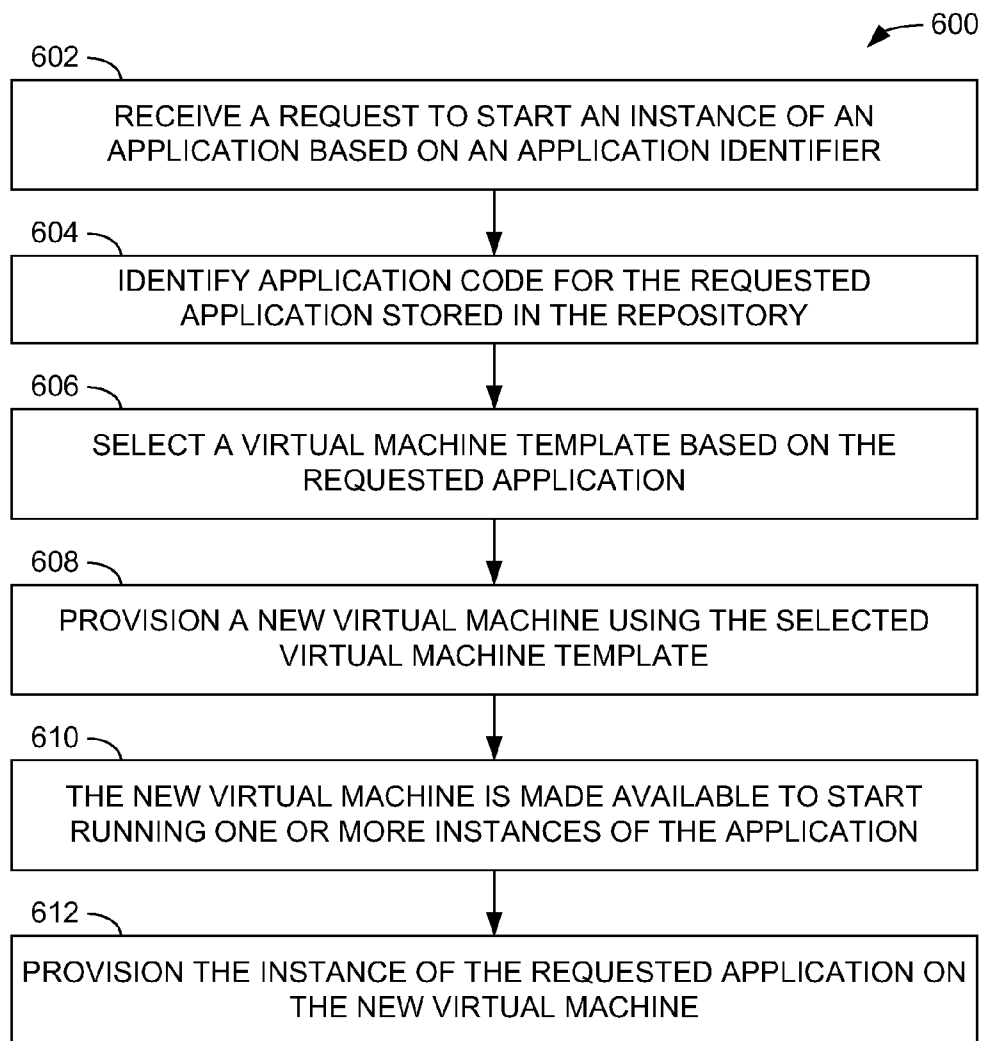 600
602
RECEIVE A REQUEST TO START AN INSTANCE OF AN
APPLICATION BASED ON AN APPLICATION IDENTIFIER
604
IDENTIFY APPLICATION CODE FOR THE REQUESTED
APPLICATION STORED IN THE REPOSITORY
606
SELECT A VIRTUAL MACHINE TEMPLATE BASED ON THE
REQUESTED APPLICATION
608
PROVISION A NEW VIRTUAL MACHINE USING THE SELECTED
VIRTUAL MACHINE TEMPLATE
610
THE NEW VIRTUAL MACHINE IS MADE AVAILABLE TO START
RUNNING ONE OR MORE INSTANCES OF THE APPLICATION
612
PROVISION THE INSTANCE OF THE REQUESTED APPLICATION ON
THE NEW VIRTUAL MACHINE